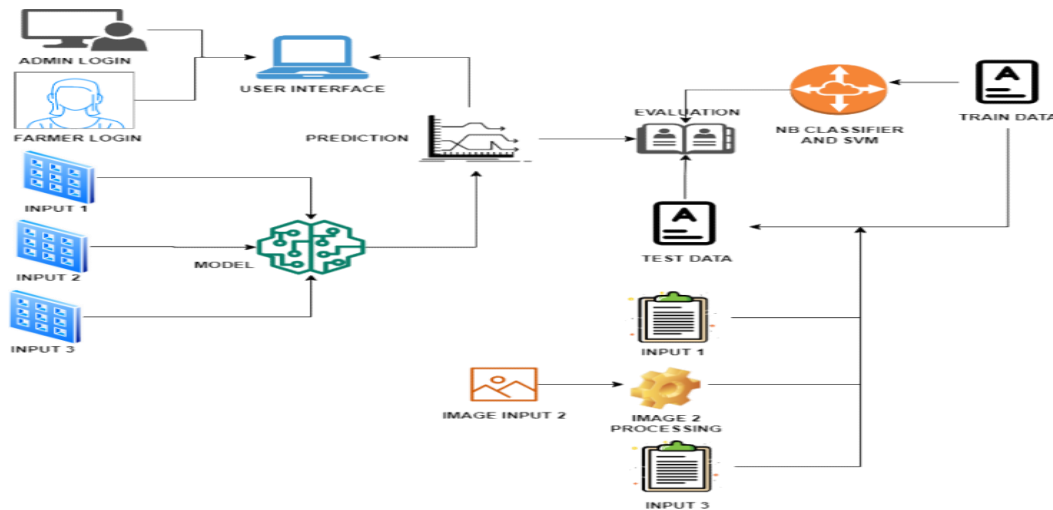 ADMIN LOGIN
USER INTERFACE
FARMER LOGIN
PREDICTION
EVALUATION
A
TRAIN DATA
NB CLASSIFIER
AND SVM
INPUT 1
A
TEST DATA
MODEL
INPUT 2
INPUT 3
INPUT 1
IMAGE INPUT 2
IMAGE 2
PROCESSING
INPUT 3